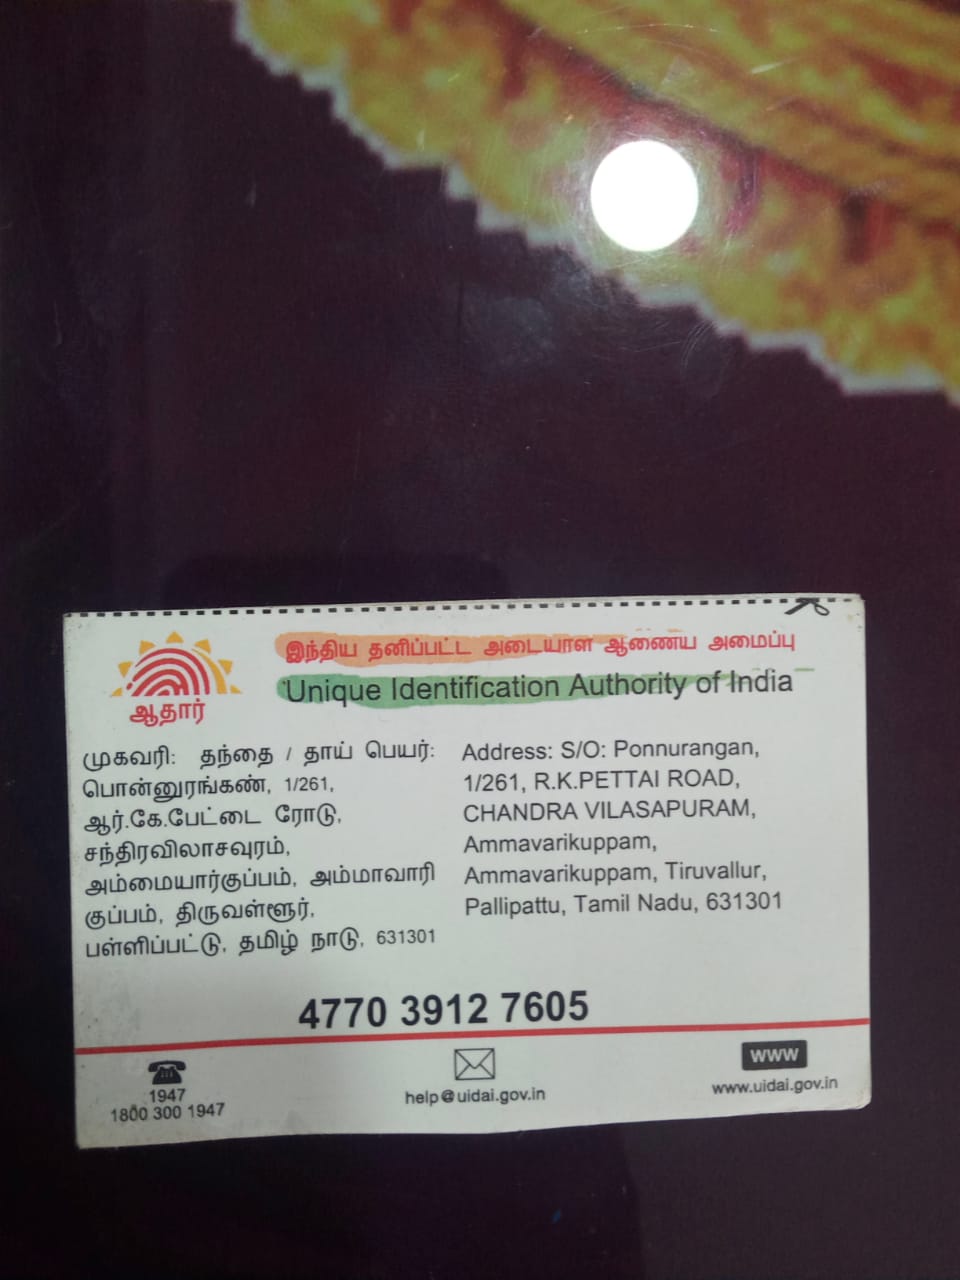 இந்திய தனிப்பட்ட அடையாள ஆணைய அமைப்பு
Unique Identification Authority of India
ஆதார்
முகவரி: தந்தை / தாய் பெயர்:
பொன்னுரங்கண், 1/261,
ஆர்.கே.பேட்டை ரோடு,
சந்திரவிலாசவுரம்,
அம்மையார்குப்பம், அம்மாவாரி
குப்பம், திருவள்ளூர்,
பள்ளிப்பட்டு, தமிழ் நாடு, 631301
Address: S/O: Ponnurangan,
1/261, R.K.PETTAI ROAD,
CHANDRA VILASAPURAM,
Ammavarikuppam,
Ammavarikuppam, Tiruvallur,
Pallipattu, Tamil Nadu, 631301
4770 3912 7605
1947
1800 300 1947
help@uidai.gov.in
www
www.uidai.gov.in